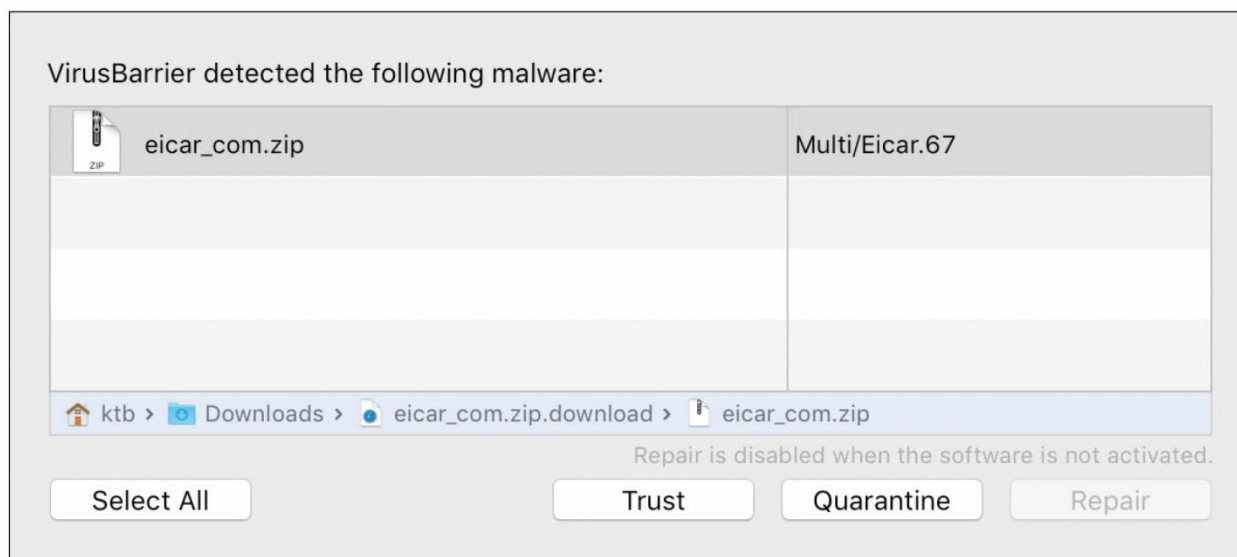 VirusBarrier detected the following malware:
ZIP
eicar_com.zip Multi/Eicar.67
ktb > Downloads > eicar_com.zip.download > eicar_com.zip
Repair is disabled when the software is not activated.
Select All Trust Quarantine Repair